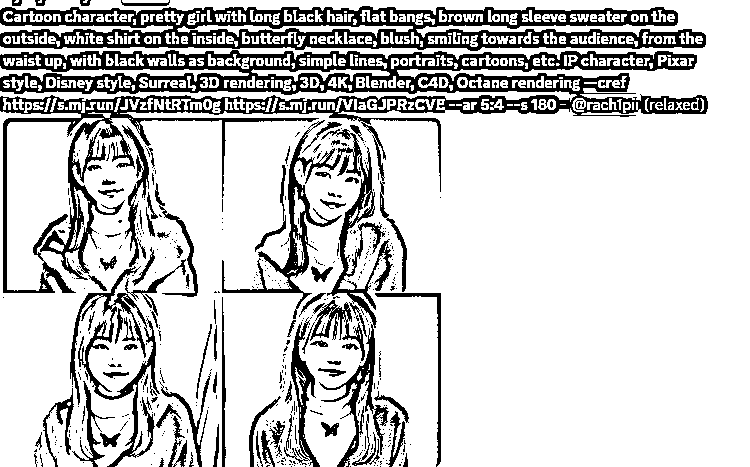 Cartoon character, pretty girl with long black hair, flat bangs, brown long sleeve sweater on the
outside, white shirt on the inside, butterfly necklace, blush, smiling towards the audience, from the
waist up, with black walls as background, simple lines, portraits, cartoons, etc. IP character, Pixar
style, Disney style, Surreal, 3D rendering, 3D, 4K, Blender, C4D, Octane rendering --cref
https://s.mj.run/JVzfNtRTm0g https://s.mj.run/VIaGJPRzCVE --ar 5:4 --s 180 - (relaxed)